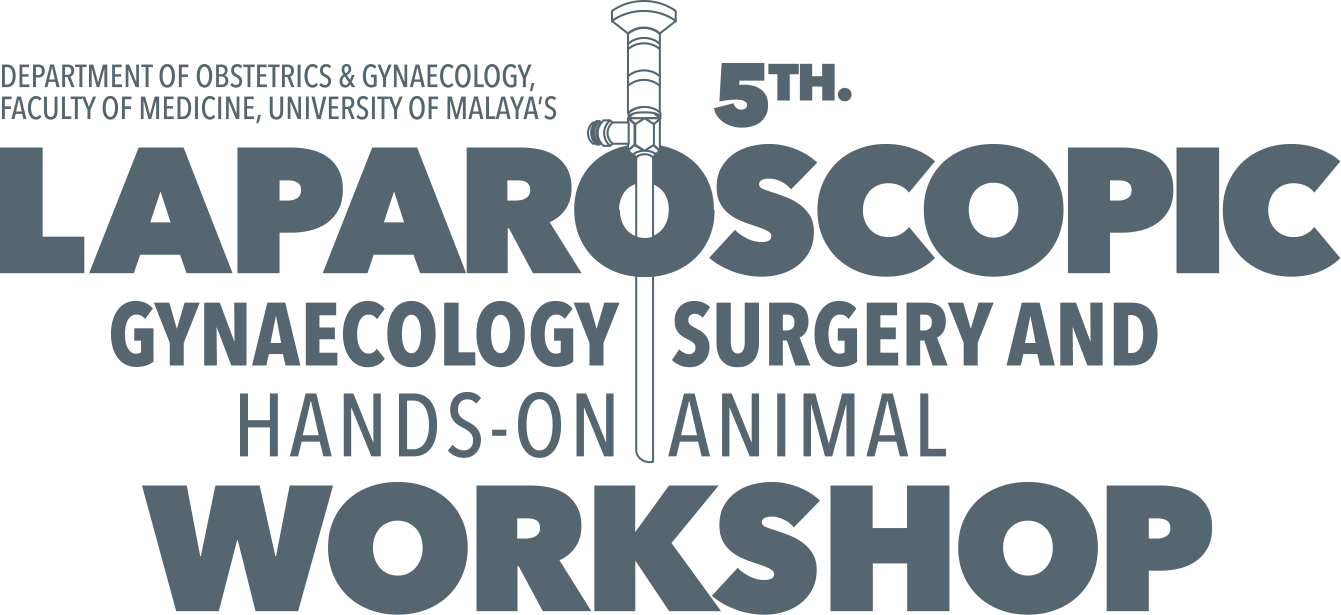 DEPARTMENT OF OBSTETRICS & GYNAECOLOGY,
FACULTY OF MEDICINE, UNIVERSITY OF MALAYA'S
5TH.
LAPAROSCOPIC
GYNAECOLOGY SURGERY AND
HANDS-ON ANIMAL
WORKSHOP